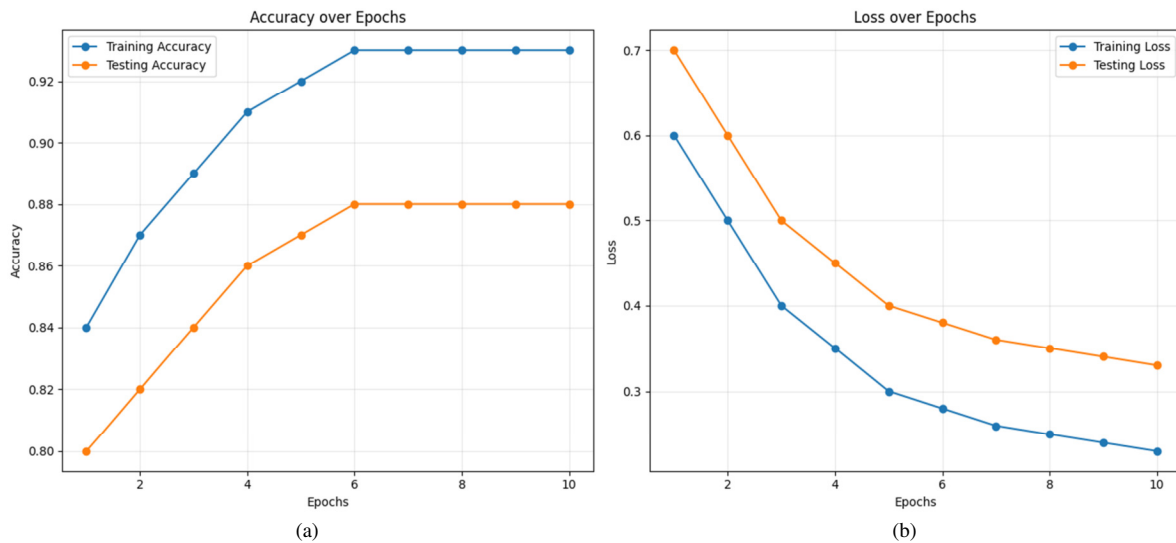 Accuracy over Epochs
Training Accuracy
Testing Accuracy
0.92
0.90
0.88
0.86
0.84
0.82
0.80
Accuracy
2 4 6 8 10
Epochs
(a)
Loss over Epochs
Training Loss
Testing Loss
0.7
0.6
0.5
0.4
0.3
Loss
2 4 6 8 10
Epochs
(b)